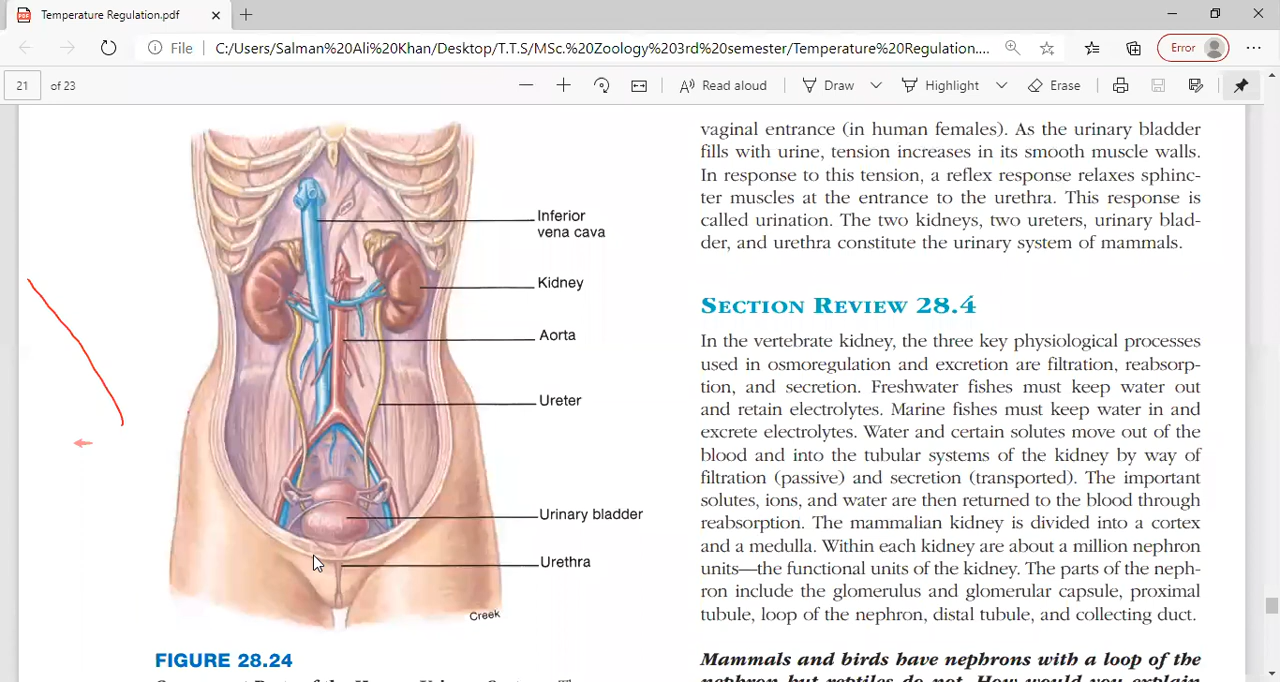 Temperature Regulation.pdf
File
C:/Users/Salman%20Ali%20Khan/Desktop/T.T.S/MSc.%20Zoology%203rd%20semester/Temperature%20Regulation....
Error
21 of 23
Read aloud
Draw
Highlight
Erase
Inferior
vena cava
Kidney
Aorta
Ureter
Urinary bladder
Urethra
Creek
FIGURE 28.24
vaginal entrance (in human females). As the urinary bladder
fills with urine, tension increases in its smooth muscle walls.
In response to this tension, a reflex response relaxes sphinc-
ter muscles at the entrance to the urethra. This response is
called urination. The two kidneys, two ureters, urinary blad-
der, and urethra constitute the urinary system of mammals.
SECTION REVIEW 28.4
In the vertebrate kidney, the three key physiological processes
used in osmoregulation and excretion are filtration, reabsorp-
tion, and secretion. Freshwater fishes must keep water out
and retain electrolytes. Marine fishes must keep water in and
excrete electrolytes. Water and certain solutes move out of the
blood and into the tubular systems of the kidney by way of
filtration (passive) and secretion (transported). The important
solutes, ions, and water are then returned to the blood through
reabsorption. The mammalian kidney is divided into a cortex
and a medulla. Within each kidney are about a million nephron
units—the functional units of the kidney. The parts of the neph-
ron include the glomerulus and glomerular capsule, proximal
tubule, loop of the nephron, distal tubule, and collecting duct.
Mammals and birds have nephrons with a loop of the
nephron but reptiles do not. How would you explain